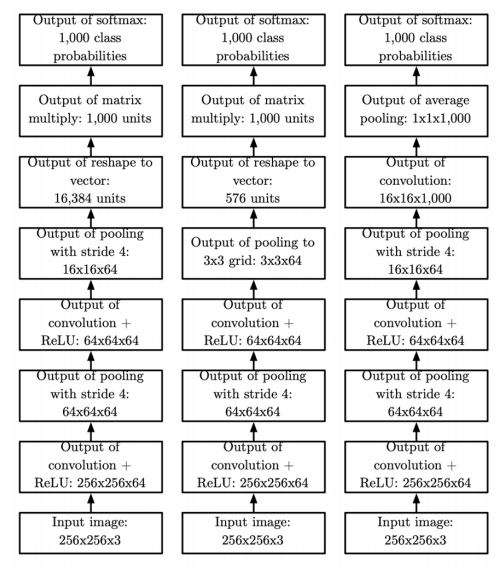 Output of softmax:
1,000 class
probabilities
Output of matrix
multiply: 1,000 units
Output of reshape to
vector:
16,384 units
Output of pooling
with stride 4:
16x16x64
Output of
convolution +
ReLU: 64x64x64
Output of pooling
with stride 4:
64x64x64
Output of
convolution +
ReLU: 256x256x64
Input image:
256x256x3
Output of softmax:
1,000 class
probabilities
Output of matrix
multiply: 1,000 units
Output of reshape to
vector:
576 units
Output of pooling to
3x3 grid: 3x3x64
Output of
convolution +
ReLU: 64x64x64
Output of pooling
with stride 4:
64x64x64
Output of
convolution +
ReLU: 256x256x64
Input image:
256x256x3
Output of softmax:
1,000 class
probabilities
Output of average
pooling: 1x1x1,000
Output of
convolution:
16x16x1,000
Output of pooling
with stride 4:
16x16x64
Output of
convolution +
ReLU: 64x64x64
Output of pooling
with stride 4:
64x64x64
Output of
convolution +
ReLU: 256x256x64
Input image:
256x256x3